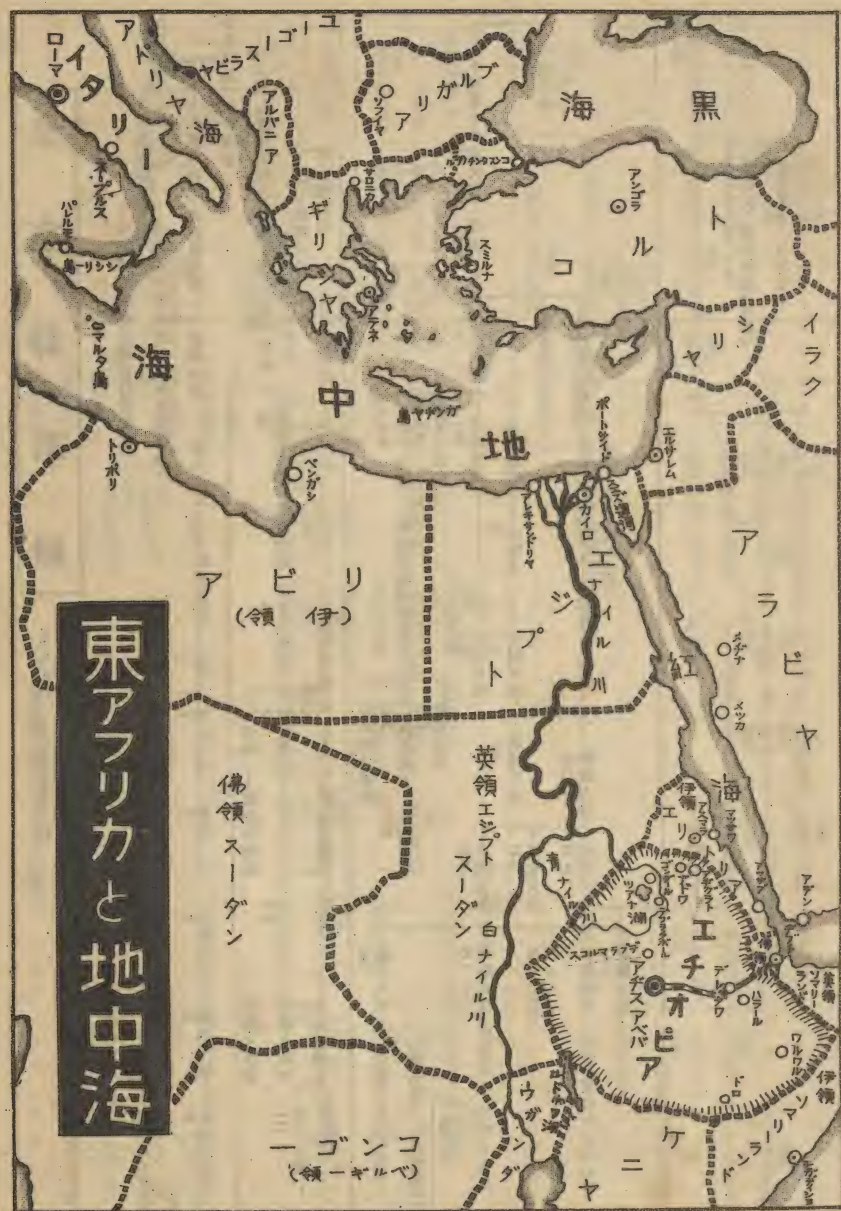 東アフリカと地中海
黒海
アドリヤ海
イタリー
ローマ
ネープルス
パレルモ
シシリー島
マルタ島
ユーゴースラビヤ
アルバニア
ブルガリア
ソフィヤ
サロニカ
ギリシヤ
アテネ
コンスタンチノ
トルコ
アンゴラ
スミルナ
シリヤ
イラク
ガンヂヤ島
地中海
トリポリ
ベンガシ
ポートサイド
エルサレム
アレキサンドリヤ
カイロ
リビア
(伊領)
エジプト
ナイル川
アラビヤ
メヂナ
メッカ
紅海
佛領スーダン
英領エジプト
スーダン
青ナイル川
白ナイル川
伊領
エリトリア
アスマラ
マッサワ
アドワ
ツアナ湖
エチオピア
アヂスアベバ
ハラール
ワルワル
ドロ
アデン
佛領
英領
ソマリーランド
伊領
ソマリーランド
ウガンダ
ケニヤ
コンゴー
(ベルギー領)